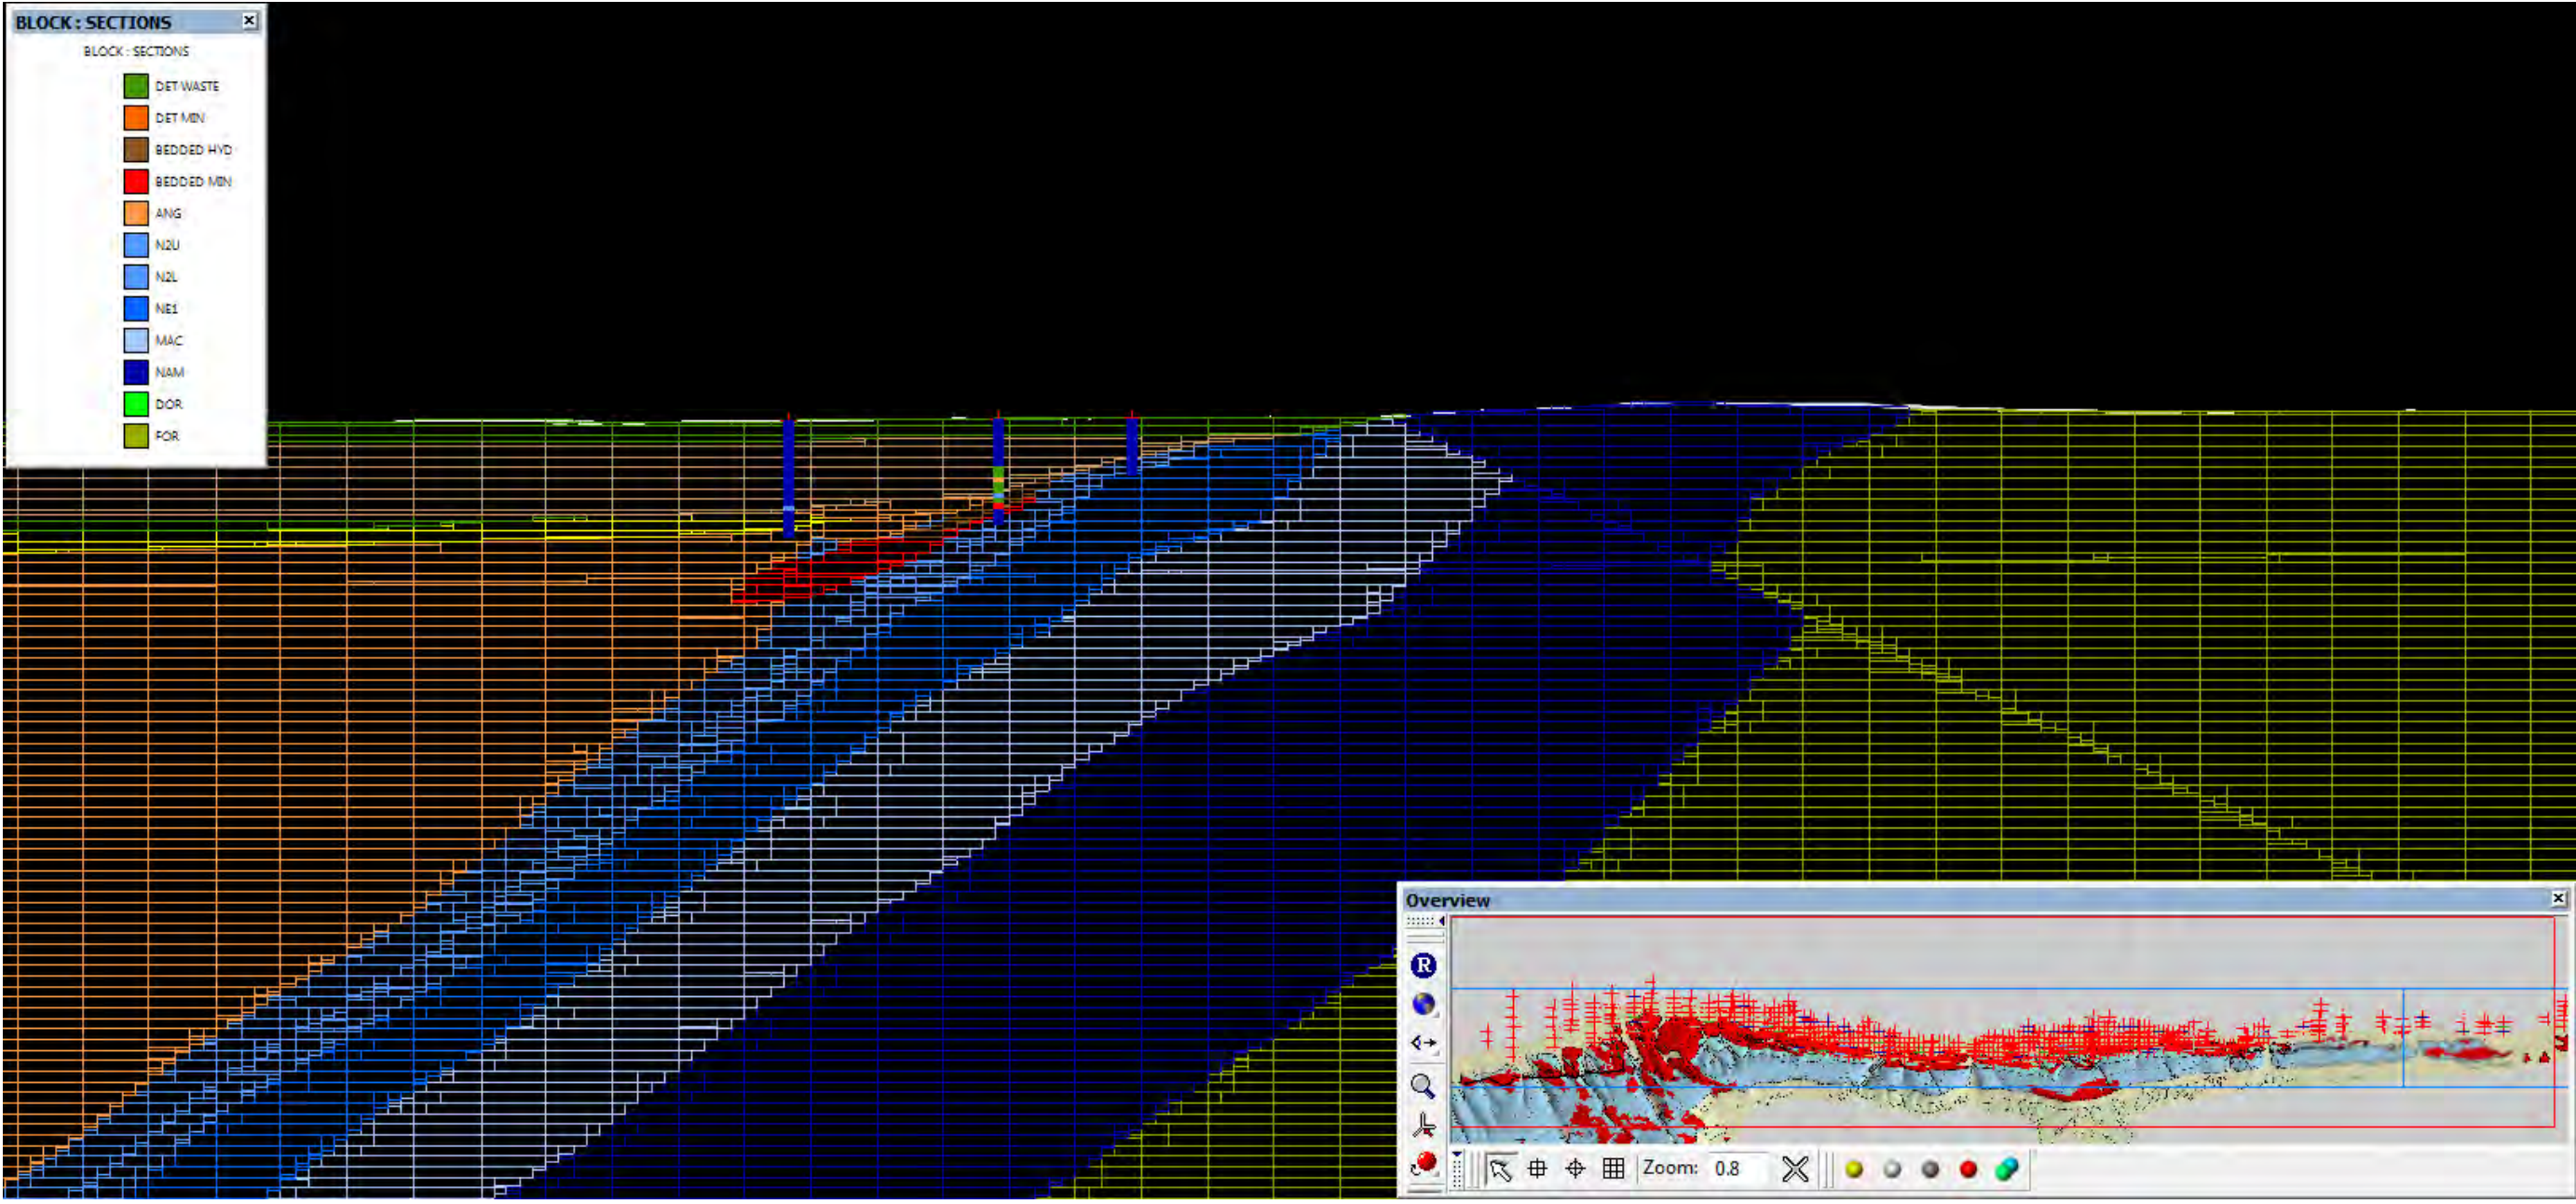 BLOCK : SECTIONS
BLOCK : SECTIONS
DET WASTE
DET MIN
BEDDED HYD
BEDDED MIN
ANG
N2U
N2L
NE1
MAC
NAM
DOR
FOR
Overview
R
Zoom: 0.8